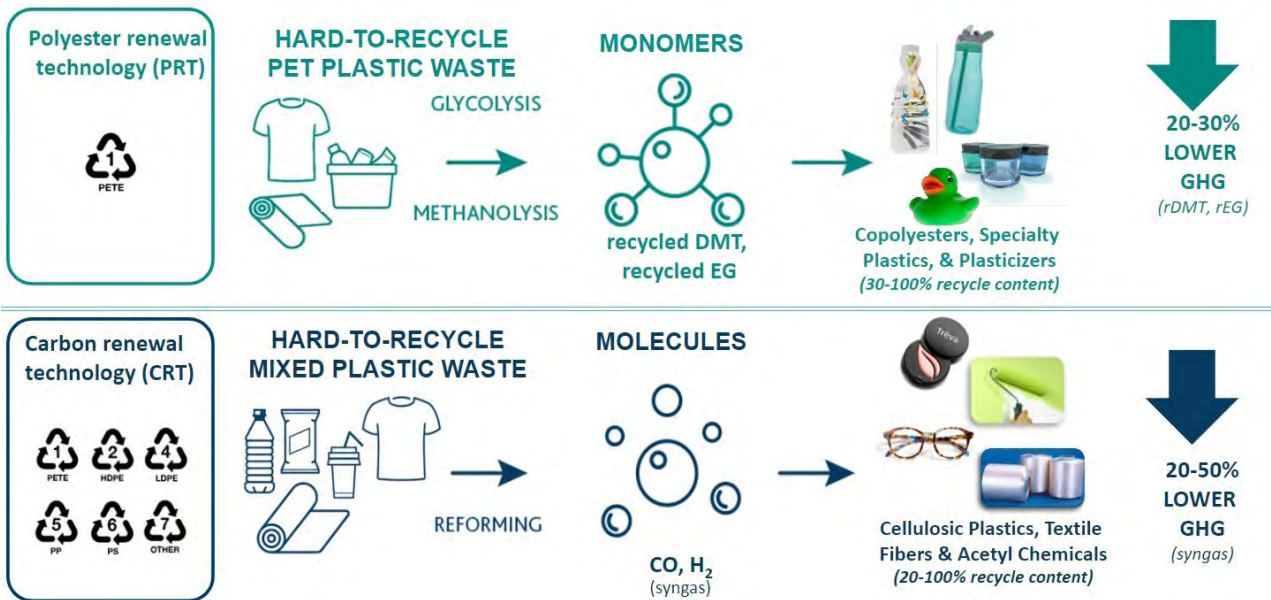 Polyester renewal
technology (PRT)
1
PETE
HARD-TO-RECYCLE
PET PLASTIC WASTE
GLYCOLYSIS
METHANOLYSIS
MONOMERS
recycled DMT,
recycled EG
Copolyesters, Specialty
Plastics, & Plasticizers
(30-100% recycle content)
20-30%
LOWER
GHG
(rDMT, rEG)
Carbon renewal
technology (CRT)
1
PETE
2
HDPE
4
LDPE
5
PP
6
PS
7
OTHER
HARD-TO-RECYCLE
MIXED PLASTIC WASTE
REFORMING
MOLECULES
CO, H₂
(syngas)
Trēva
Cellulosic Plastics, Textile
Fibers & Acetyl Chemicals
(20-100% recycle content)
20-50%
LOWER
GHG
(syngas)